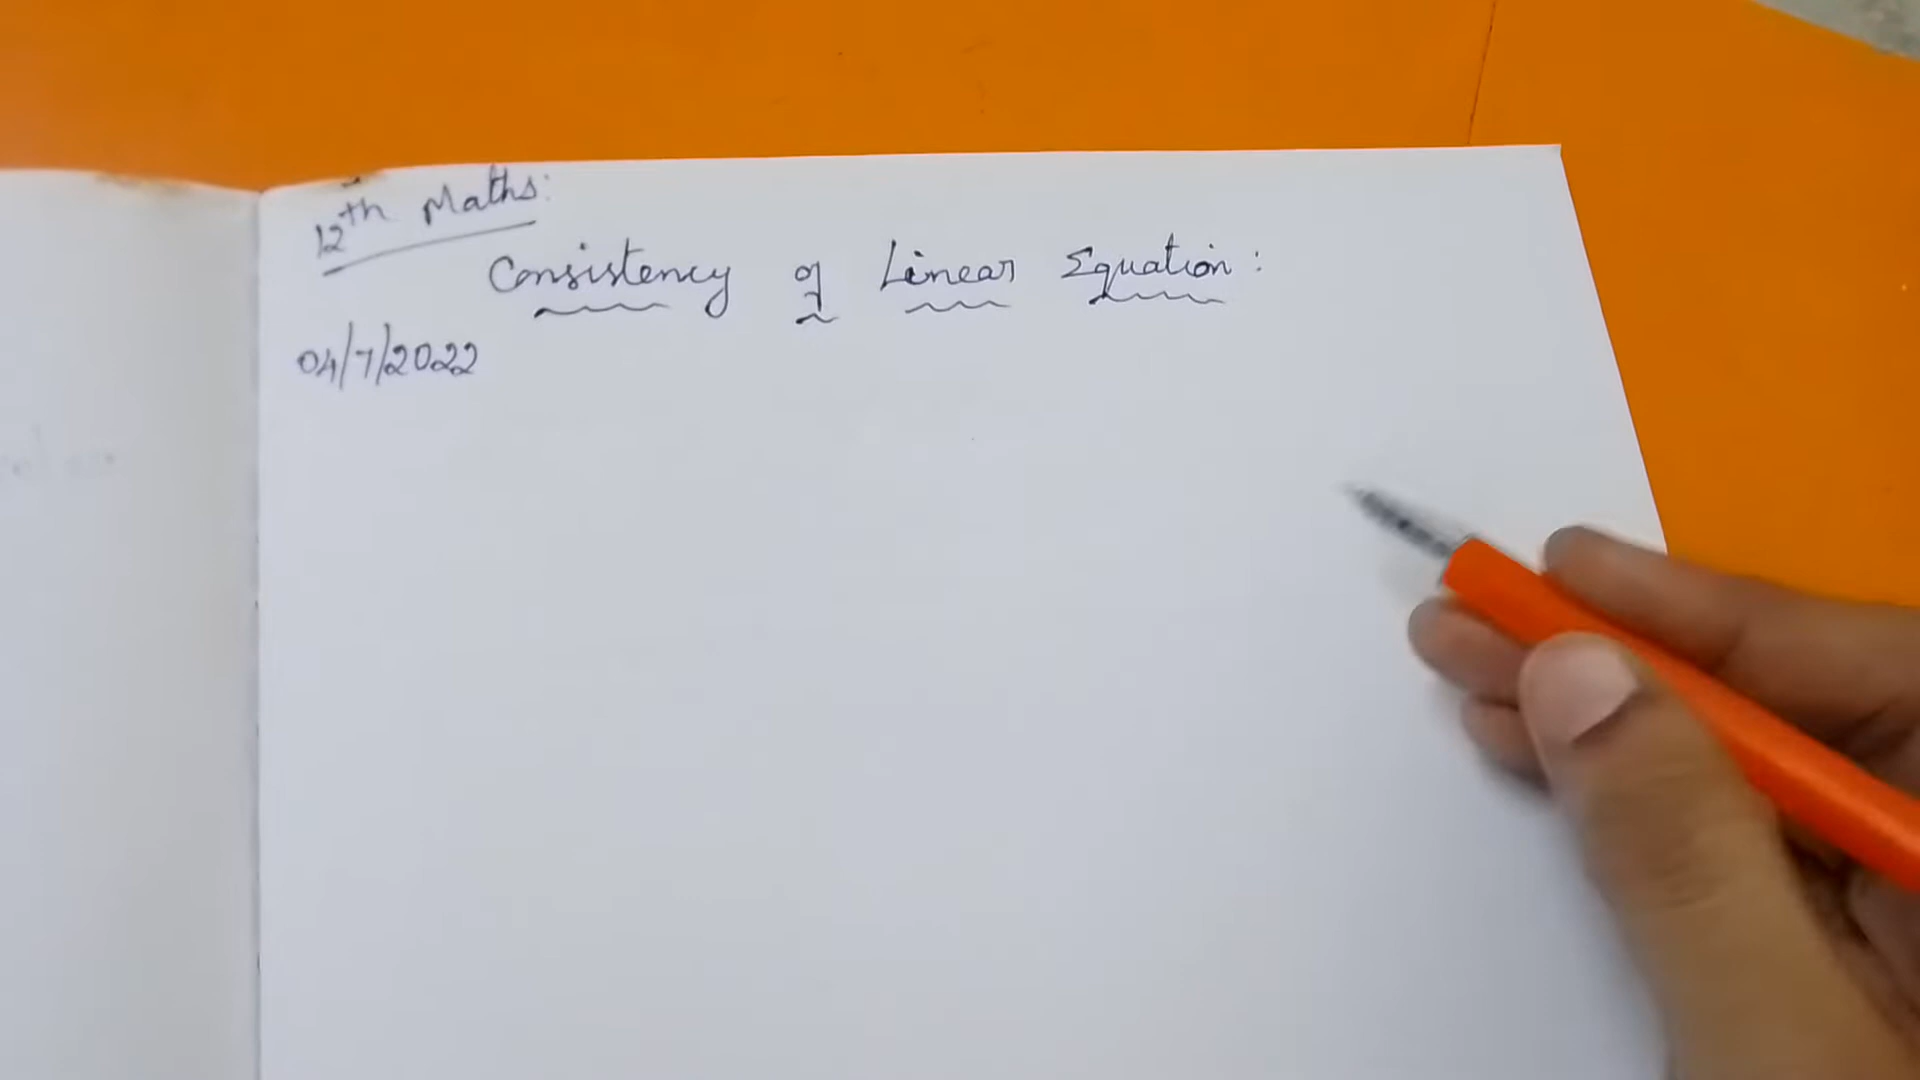 12th Maths:
Consistency of Linear Equation:
04/7/2022